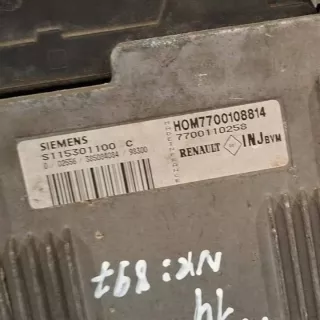 SIEMENS HOM7700108814
S115301100 C 7700110258
RENAULT INJ BVM
NK: 897